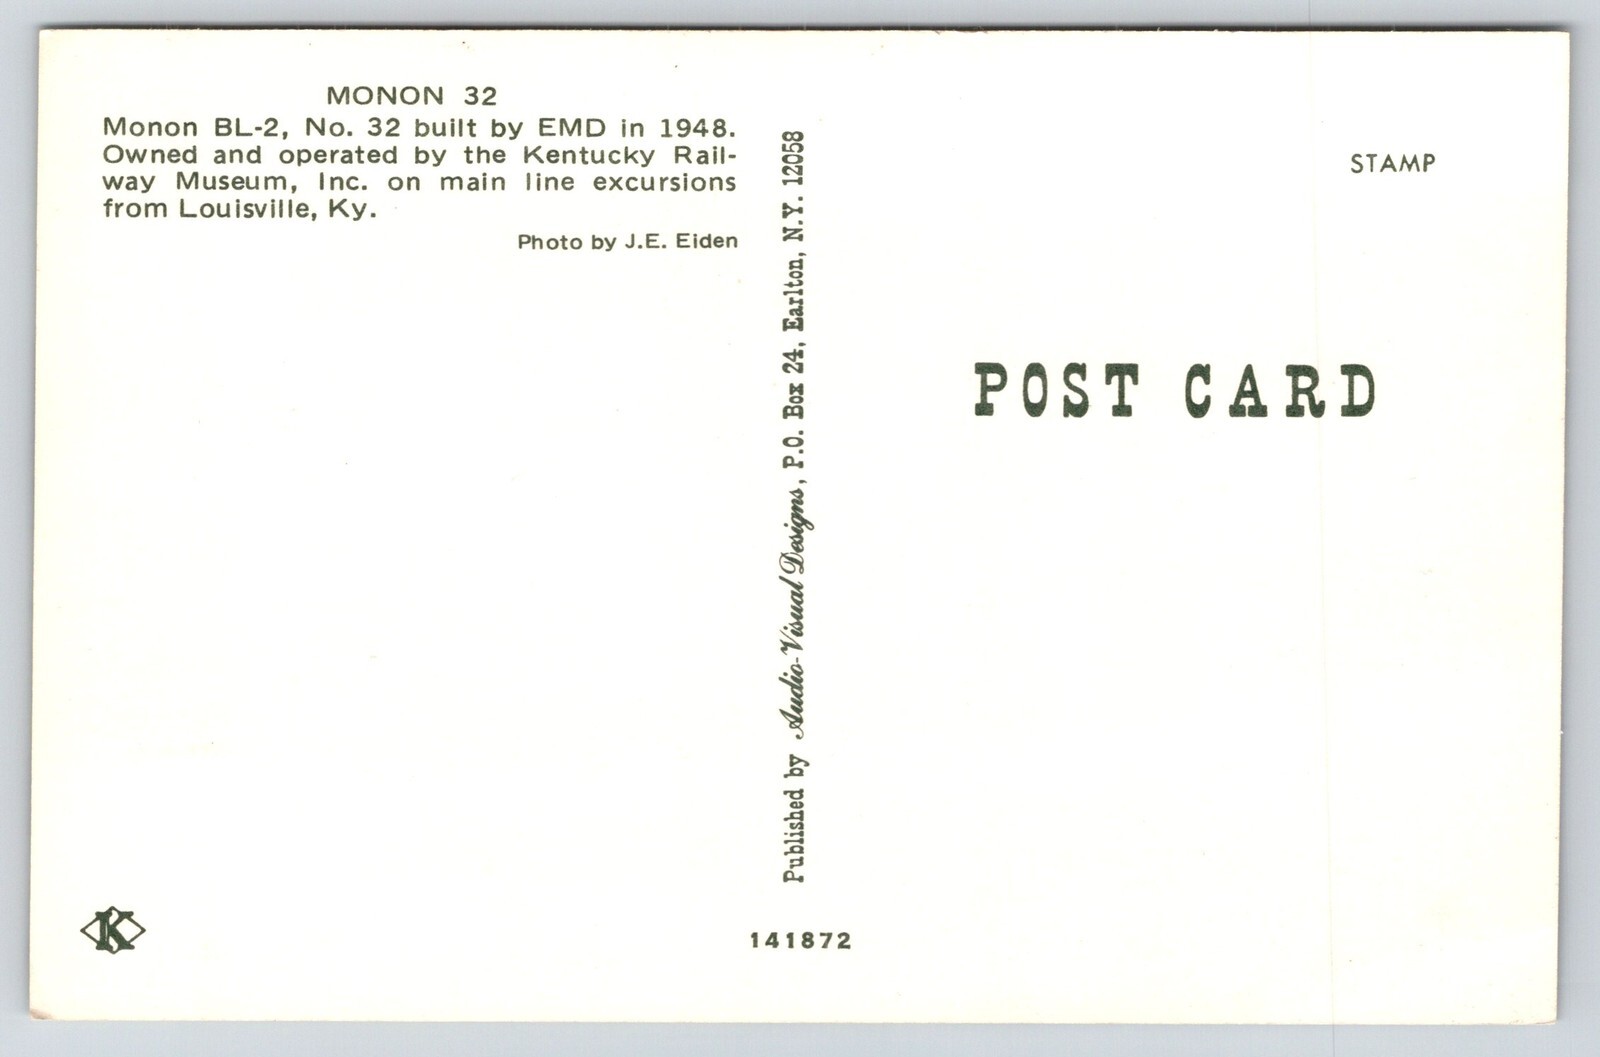 MONON 32
Monon BL-2, No. 32 built by EMD in 1948.
Owned and operated by the Kentucky Rail-
way Museum, Inc. on main line excursions
from Louisville, Ky.
Photo by J.E. Eiden
Published by Audio-Visual Designs, P.O. Box 24, Earlton, N.Y. 12058
STAMP
POST CARD
K
141872